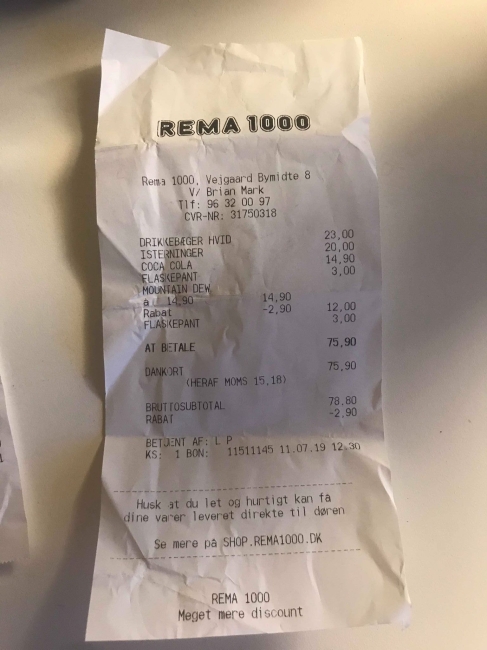 REMA 1000
Rema 1000, Vejgaard Bymidte 8
V/ Brian Mark
Tlf: 96 32 00 97
CVR-NR: 31750318
DRIKKEBÆGER HVID 23,00
ISTERNINGER 20,00
COCA COLA 14,90
FLASKEPANT 3,00
MOUNTAIN DEW
a 14,90 14,90
Rabat -2,90 12,00
FLASKEPANT 3,00
AT BETALE 75,90
DANKORT 75,90
(HERAF MOMS 15,18)
BRUTTOSUBTOTAL 78,80
RABAT -2,90
BETJENT AF: L P
KS: 1 BON: 11511145 11.07.19 12:30
Husk at du let og hurtigt kan få
dine varer leveret direkte til døren
Se mere på SHOP.REMA1000.DK
REMA 1000
Meget mere discount